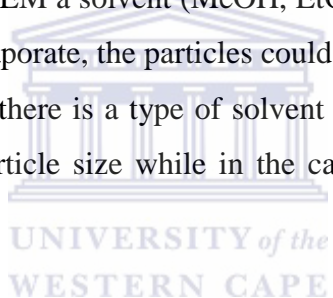 EM a solvent (MeOH, EtO
porate, the particles could
there is a type of solvent
rticle size while in the ca
UNIVERSITY of the
WESTERN CAPE